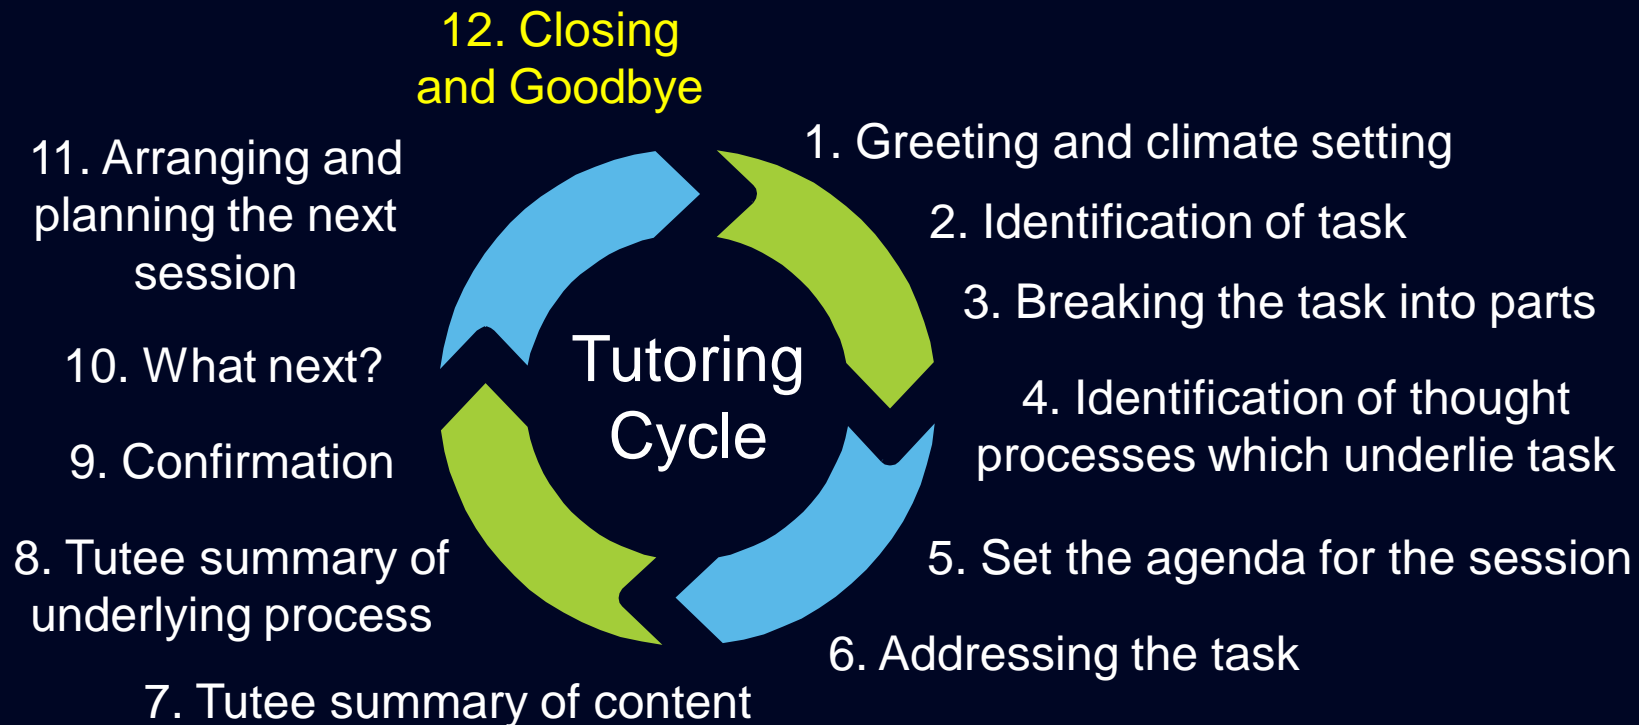 12. Closing
and Goodbye
1. Greeting and climate setting
2. Identification of task
3. Breaking the task into parts
4. Identification of thought
processes which underlie task
5. Set the agenda for the session
6. Addressing the task
7. Tutee summary of content
8. Tutee summary of
underlying process
9. Confirmation
10. What next?
11. Arranging and
planning the next
session
Tutoring
Cycle